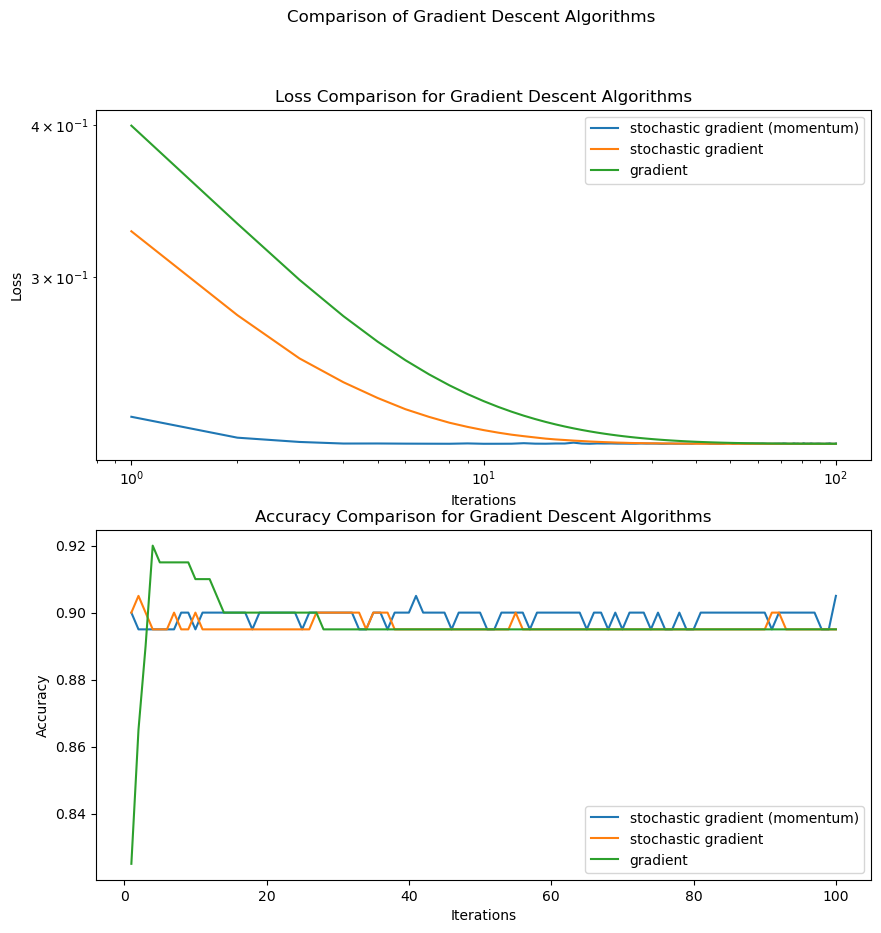 Comparison of Gradient Descent Algorithms
Loss Comparison for Gradient Descent Algorithms
4 × 10⁻¹
3 × 10⁻¹
Loss
stochastic gradient (momentum)
stochastic gradient
gradient
10⁰
10¹
10²
Iterations
Accuracy Comparison for Gradient Descent Algorithms
0.92
0.90
0.88
0.86
0.84
Accuracy
stochastic gradient (momentum)
stochastic gradient
gradient
0
20
40
60
80
100
Iterations